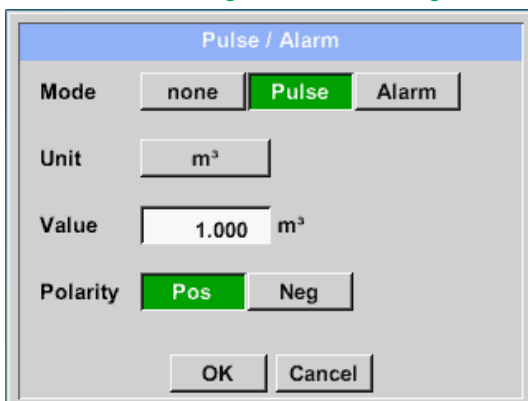 Pulse / Alarm
Mode none Pulse Alarm
Unit m³
Value 1.000 m³
Polarity Pos Neg
OK Cancel